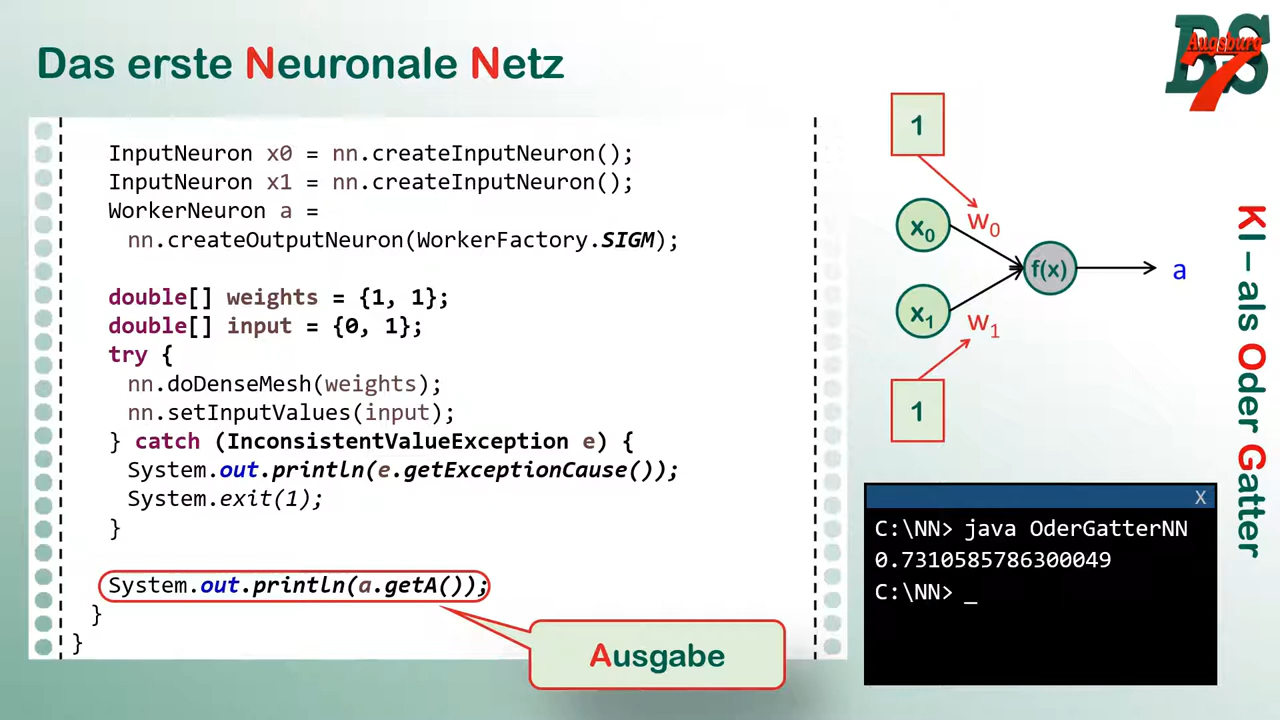 Das erste Neuronale Netz
InputNeuron x0 = nn.createInputNeuron();
InputNeuron x1 = nn.createInputNeuron();
WorkerNeuron a =
nn.createOutputNeuron(WorkerFactory.SIGM);
double[] weights = {1, 1};
double[] input = {0, 1};
try {
nn.doDenseMesh(weights);
nn.setInputValues(input);
} catch (InconsistentValueException e) {
System.out.println(e.getExceptionCause());
System.exit(1);
}
System.out.println(a.getA());
}
}
Ausgabe
1
x0
w0
f(x)
a
x1
w1
1
X
C:\NN> java OderGatterNN
0.7310585786300049
C:\NN> _
BS
Augsburg
7
KI – als Oder Gatter